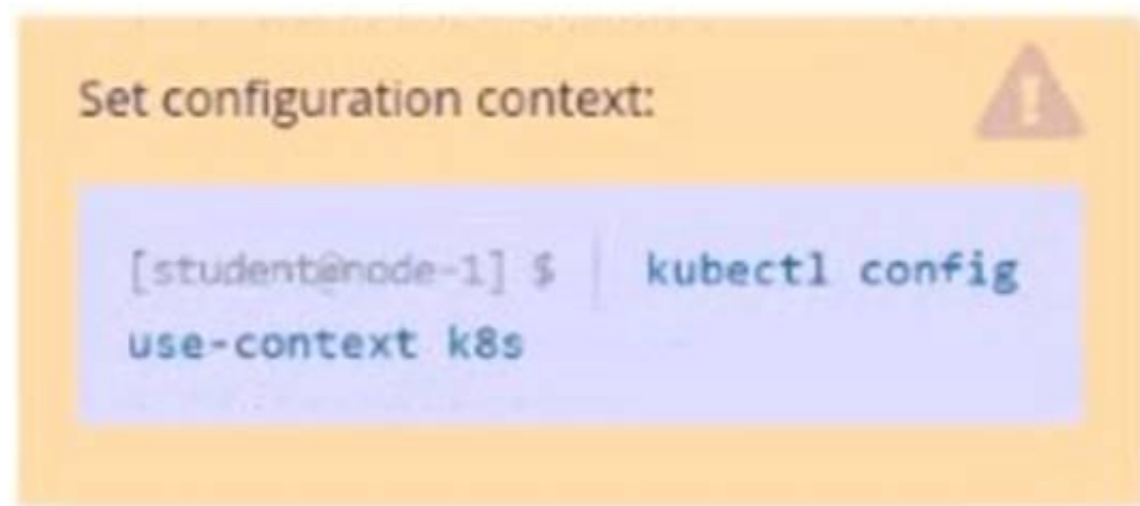 Set configuration context:
[student@node-1] $ | kubectl config
use-context k8s